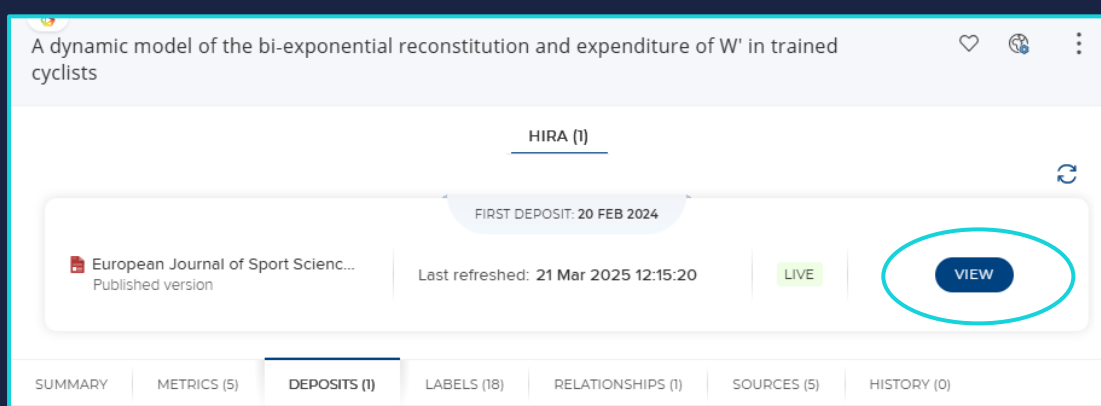 A dynamic model of the bi-exponential reconstitution and expenditure of W' in trained
cyclists
HIRA (1)
FIRST DEPOSIT: 20 FEB 2024
European Journal of Sport Scienc...
Published version
Last refreshed: 21 Mar 2025 12:15:20
LIVE
VIEW
SUMMARY METRICS (5) DEPOSITS (1) LABELS (18) RELATIONSHIPS (1) SOURCES (5) HISTORY (0)